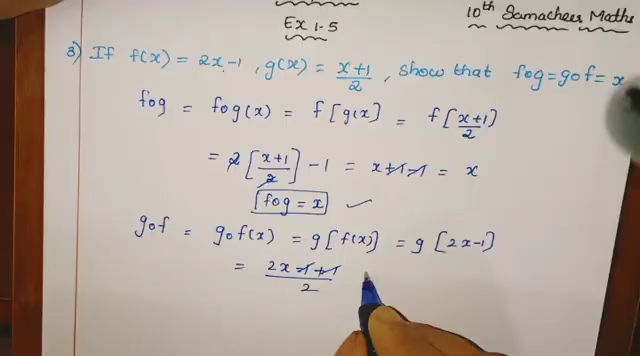 10th Samacheer Maths
Ex 1-5
3) If f(x) = 2x-1, g(x) = x+1/2, show that fog=gof=x
fog = fog(x) = f[g(x] = f[x+1/2]
= 2[x+1/2] - 1 = x+1-1 = x
fog = x ✓
gof = gof(x) = g[f(x)] = g[2x-1]
= 2x-1+1/2